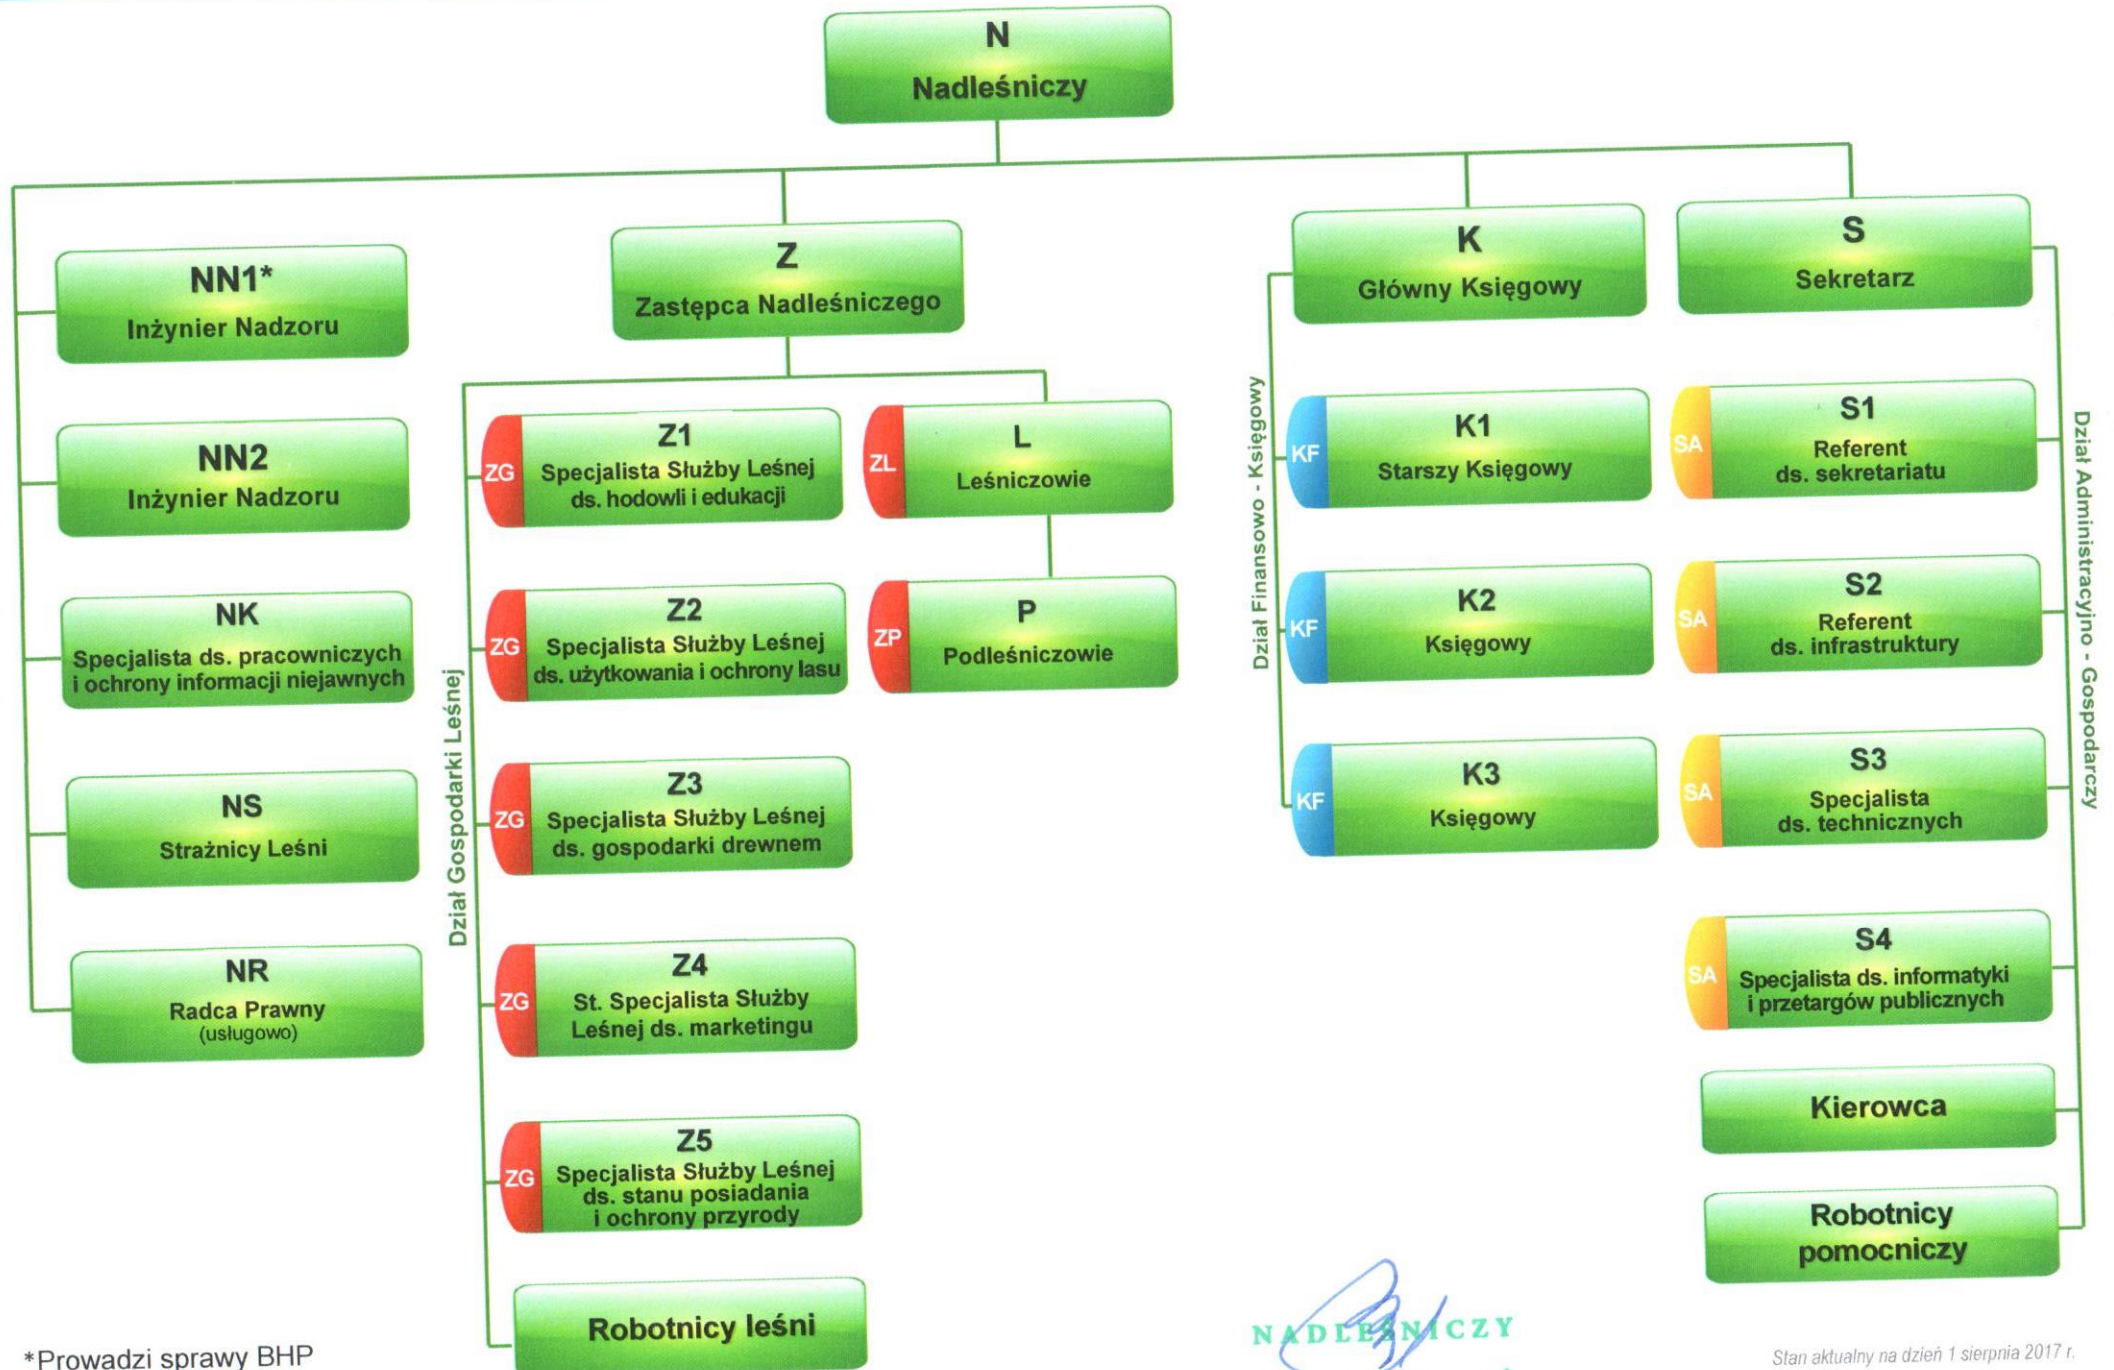 N
Nadleśniczy
NN1*
Inżynier Nadzoru
NN2
Inżynier Nadzoru
NK
Specjalista ds. pracowniczych
i ochrony informacji niejawnych
NS
Strażnicy Leśni
NR
Radca Prawny
(usługowo)
Z
Zastępca Nadleśniczego
Dział Gospodarki Leśnej
ZG
Z1
Specjalista Służby Leśnej
ds. hodowli i edukacji
ZG
Z2
Specjalista Służby Leśnej
ds. użytkowania i ochrony lasu
ZG
Z3
Specjalista Służby Leśnej
ds. gospodarki drewnem
ZG
Z4
St. Specjalista Służby
Leśnej ds. marketingu
ZG
Z5
Specjalista Służby Leśnej
ds. stanu posiadania
i ochrony przyrody
Robotnicy leśni
ZL
L
Leśniczowie
ZP
P
Podleśniczowie
K
Główny Księgowy
Dział Finansowo - Księgowy
KF
K1
Starszy Księgowy
KF
K2
Księgowy
KF
K3
Księgowy
S
Sekretarz
Dział Administracyjno - Gospodarczy
SA
S1
Referent
ds. sekretariatu
SA
S2
Referent
ds. infrastruktury
SA
S3
Specjalista
ds. technicznych
SA
S4
Specjalista ds. informatyki
i przetargów publicznych
Kierowca
Robotnicy
pomocniczy
*Prowadzi sprawy BHP
NADLEŚNICZY
Stan aktualny na dzień 1 sierpnia 2017 r.